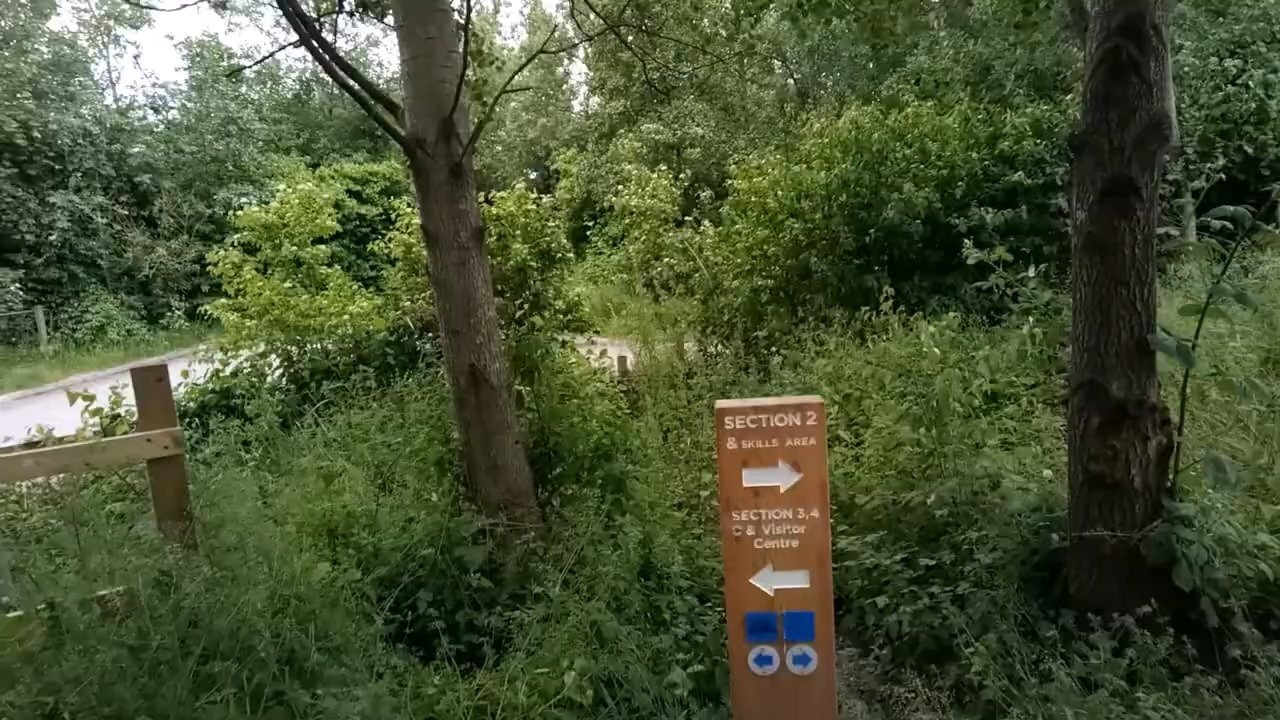 SECTION 2
& SKILLS AREA
SECTION 3,4
& Visitor
Centre